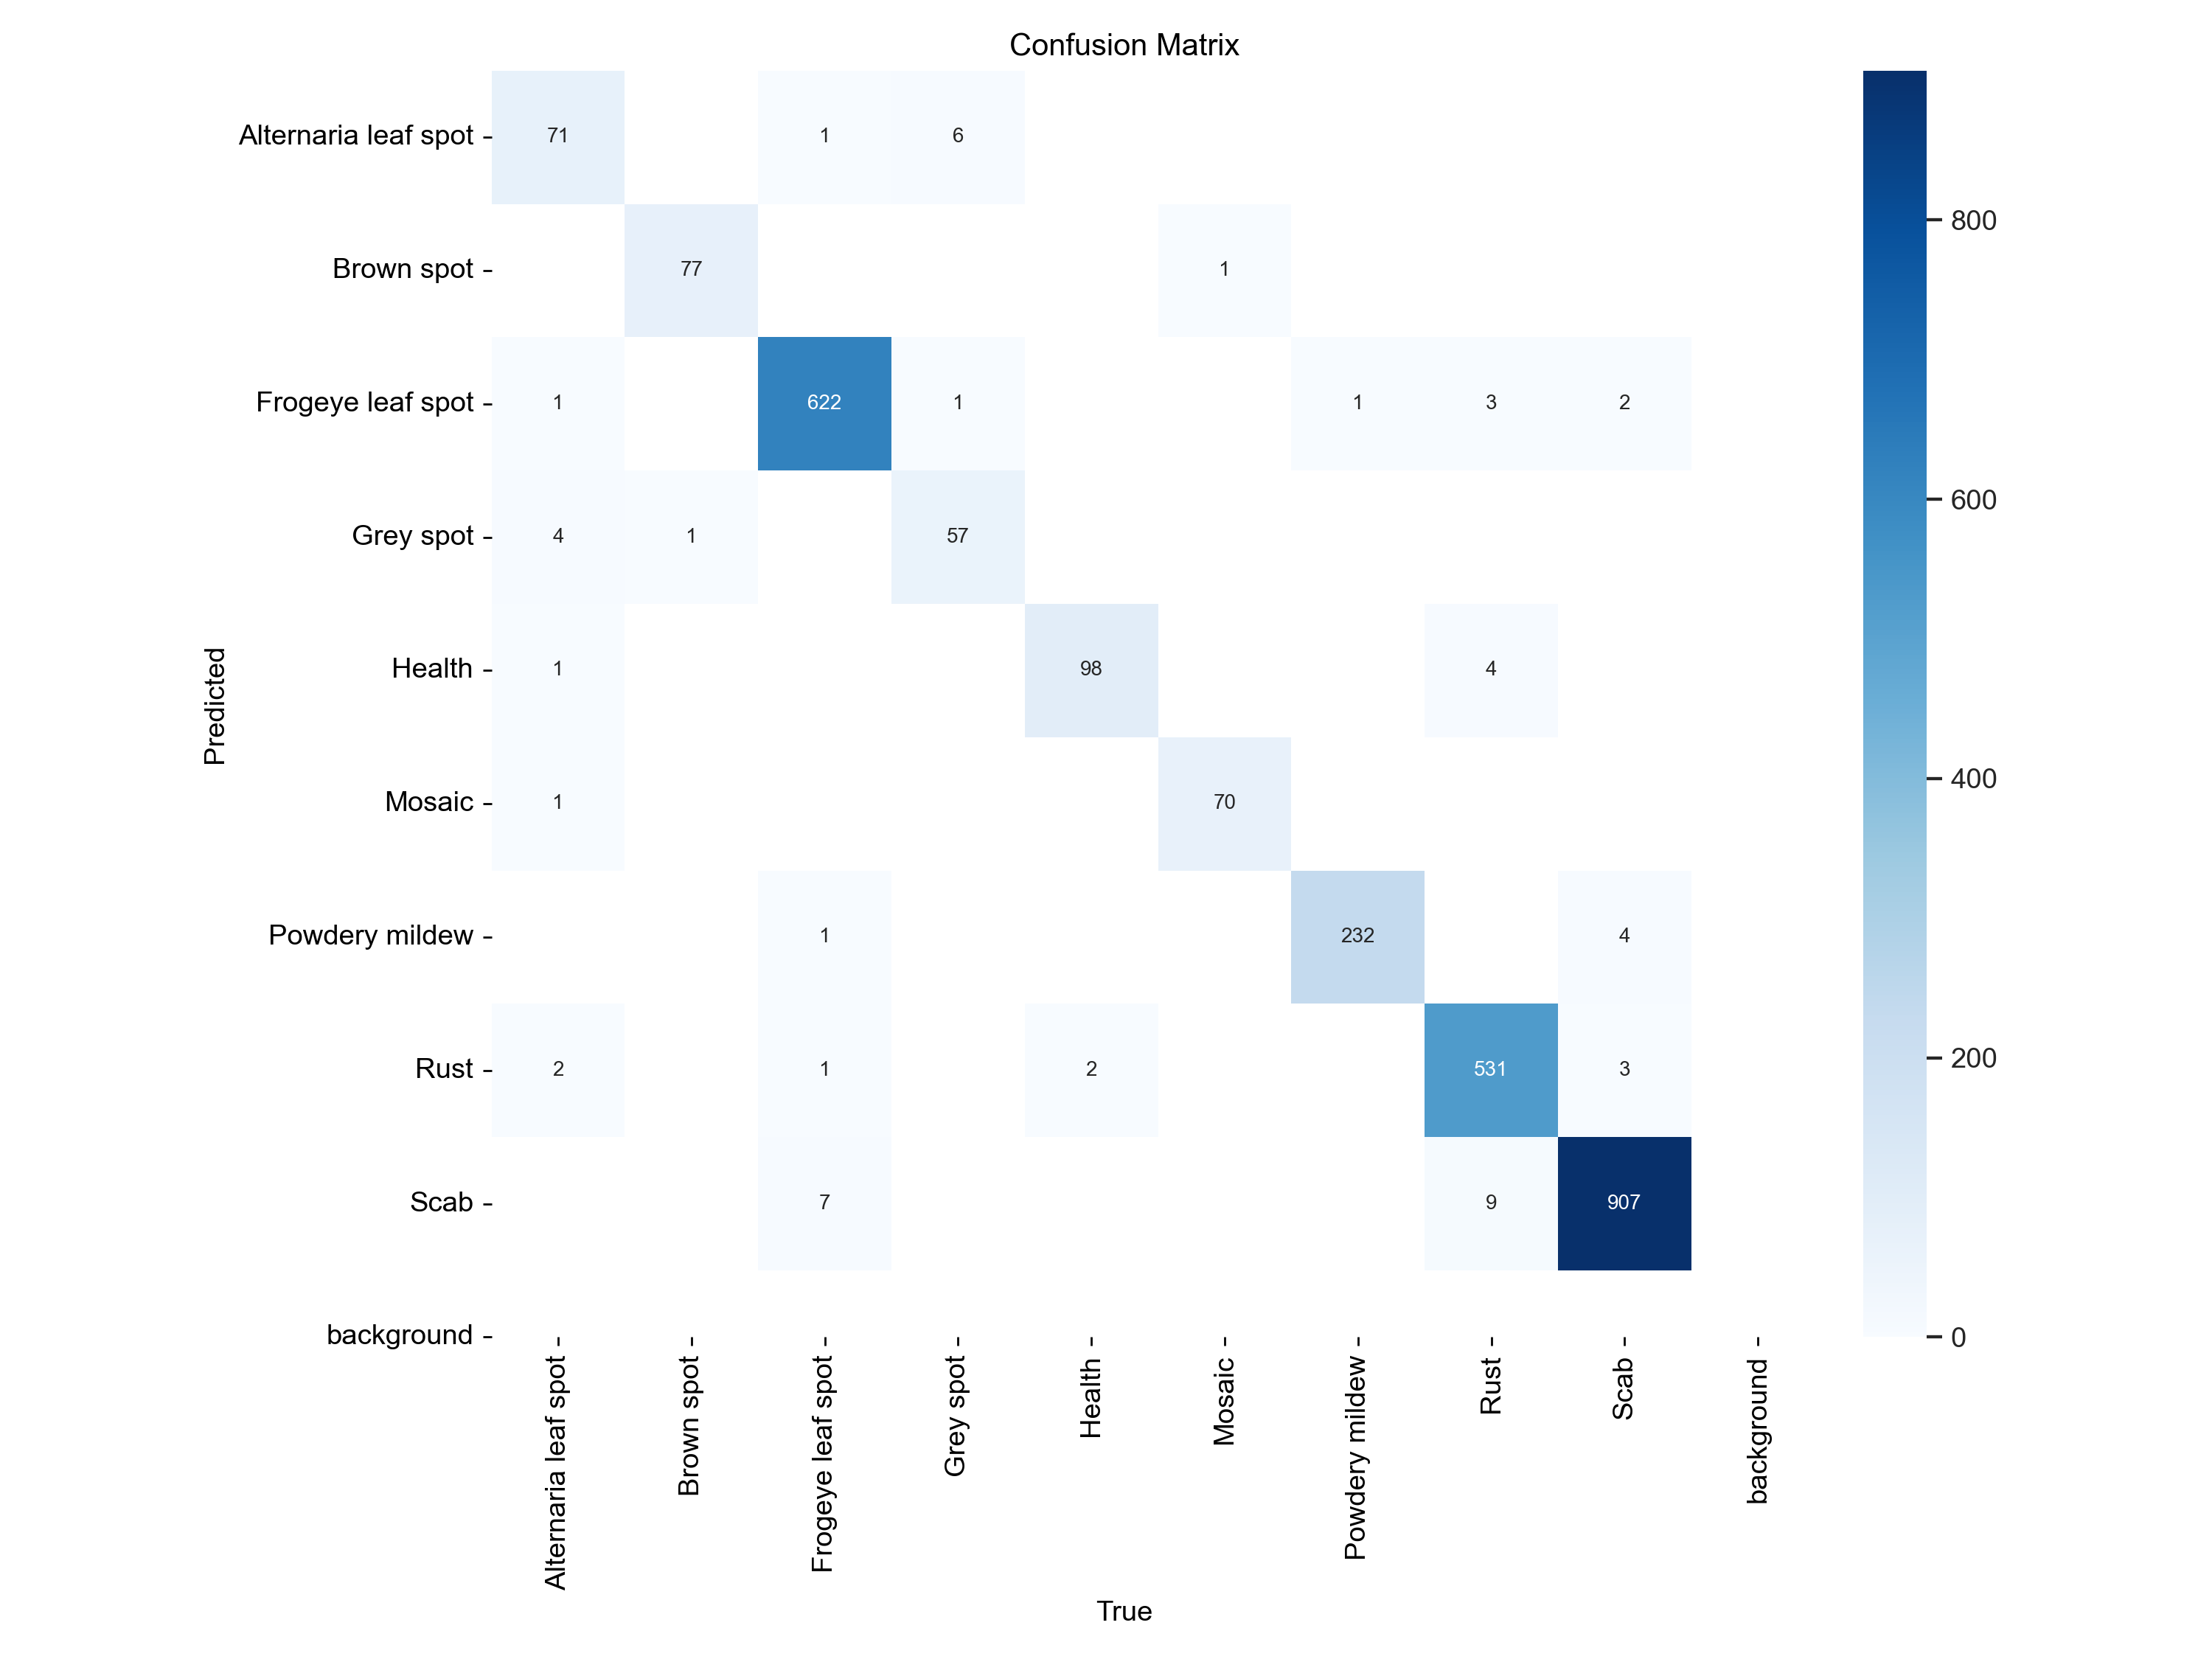 Confusion Matrix
Alternaria leaf spot 71 1 6
Brown spot 77 1
Frogeye leaf spot 1 622 1 1 3 2
Grey spot 4 1 57
Health 1 98 4
Mosaic 1 70
Powdery mildew 1 232 4
Rust 2 1 2 531 3
Scab 7 9 907
background
Predicted
Alternaria leaf spot
Brown spot
Frogeye leaf spot
Grey spot
Health
Mosaic
Powdery mildew
Rust
Scab
background
True
800
600
400
200
0